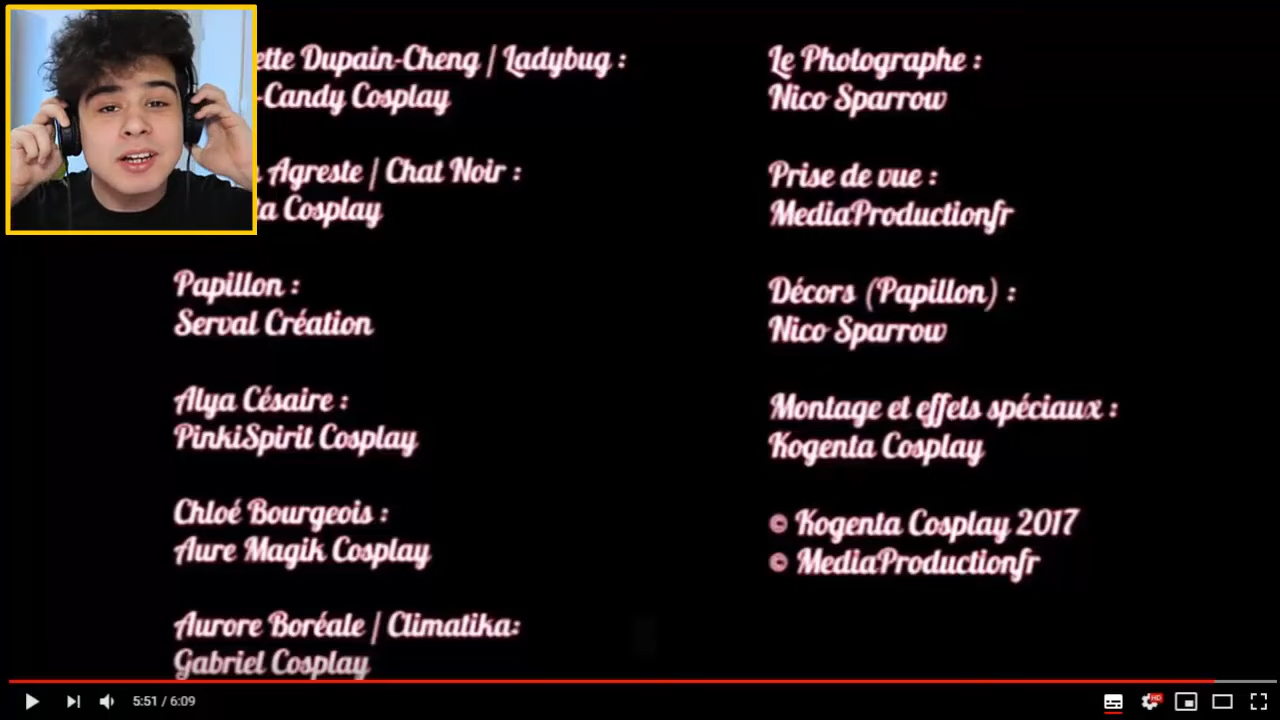 Dupain-Cheng / Ladybug :
-Candy Cosplay
Agreste / Chat Noir :
Cosplay
Papillon :
Serval Création
Alya Césaire :
PinkiSpirit Cosplay
Chloé Bourgeois :
Aure Magik Cosplay
Aurore Boréale / Climatika:
Gabriel Cosplay
Le Photographe :
Nico Sparrow
Prise de vue :
MediaProductionfr
Décors (Papillon) :
Nico Sparrow
Montage et effets spéciaux :
Kogenta Cosplay
© Kogenta Cosplay 2017
© MediaProductionfr
5:51 / 6:09
HD